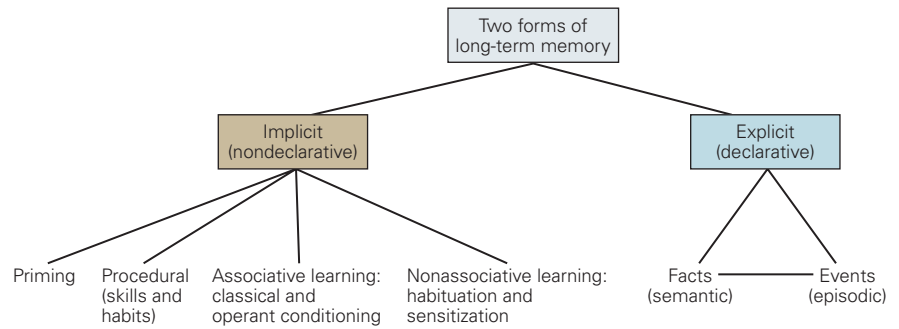 Two forms of
long-term memory
Implicit
(nondeclarative)
Explicit
(declarative)
Priming
Procedural
(skills and
habits)
Associative learning:
classical and
operant conditioning
Nonassociative learning:
habituation and
sensitization
Facts
(semantic)
Events
(episodic)